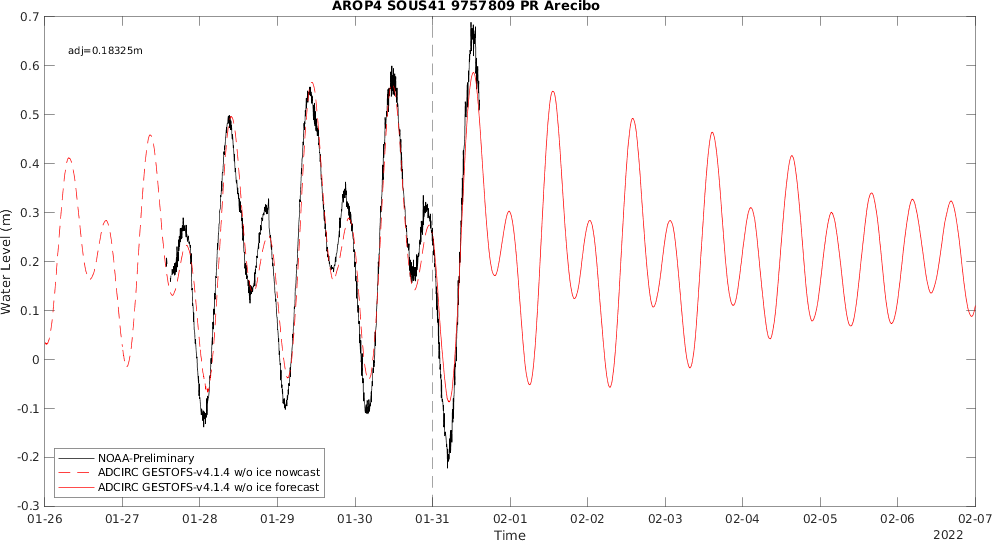 AROP4 SOUS41 9757809 PR Arecibo
adj=0.18325m
0.7
0.6
0.5
0.4
0.3
0.2
0.1
0
-0.1
-0.2
-0.3
Water Level (m)
NOAA-Preliminary
ADCIRC GESTOFS-v4.1.4 w/o ice nowcast
ADCIRC GESTOFS-v4.1.4 w/o ice forecast
01-26 01-27 01-28 01-29 01-30 01-31 02-01 02-02 02-03 02-04 02-05 02-06 02-07
Time
2022